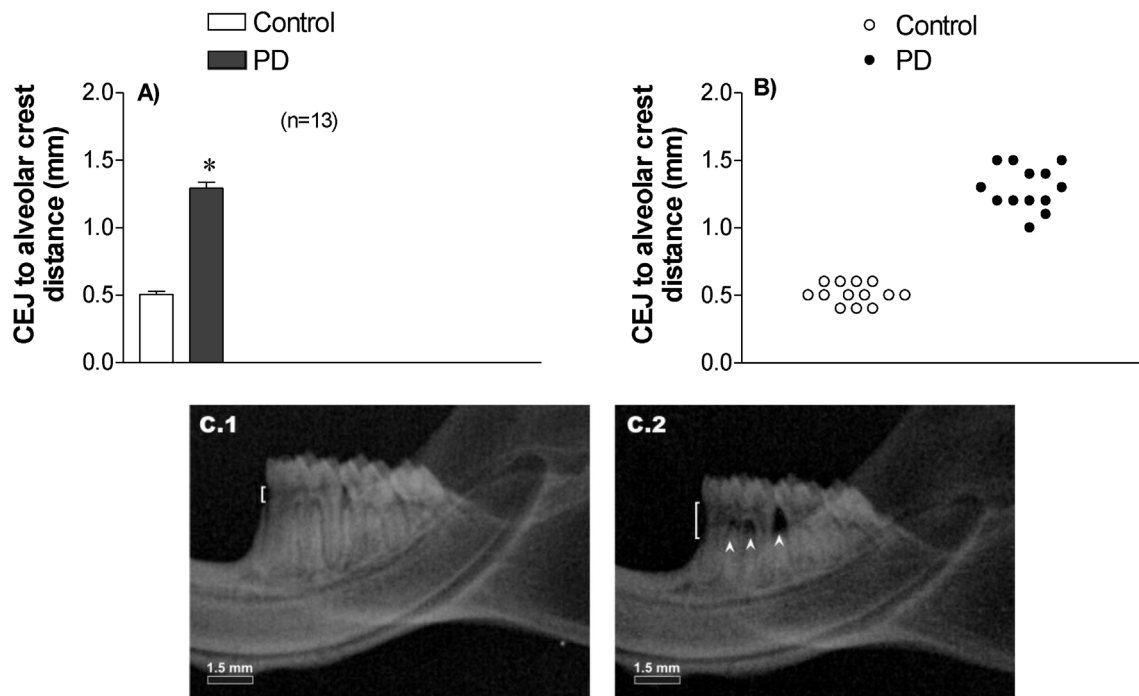 Control
PD
A)
(n=13)
*
2.0
1.5
1.0
0.5
0.0
CEJ to alveolar crest
distance (mm)
Control
PD
B)
2.0
1.5
1.0
0.5
0.0
CEJ to alveolar crest
distance (mm)
C.1
1.5 mm
C.2
1.5 mm